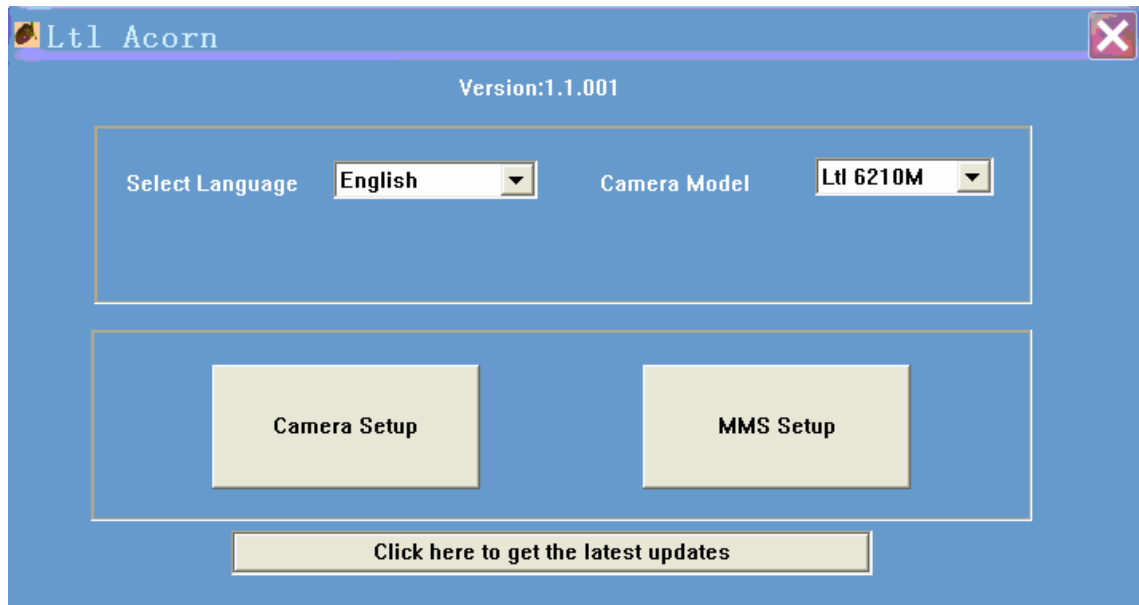 Ltl Acorn
Version:1.1.001
Select Language English Camera Model Ltl 6210M
Camera Setup MMS Setup
Click here to get the latest updates